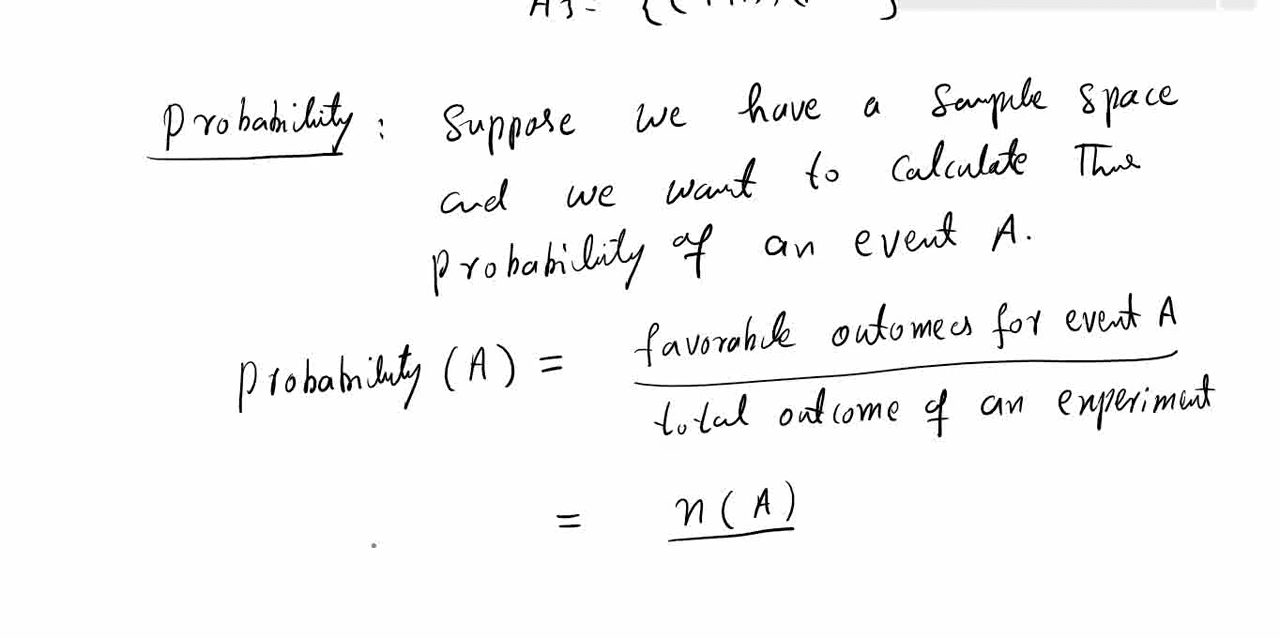 Probability : Suppose we have a Sample Space
and we want to Calculate The
probability of an event A.
Probability (A) = favorable outomes for event A
total outcome of an experiment
= n(A)